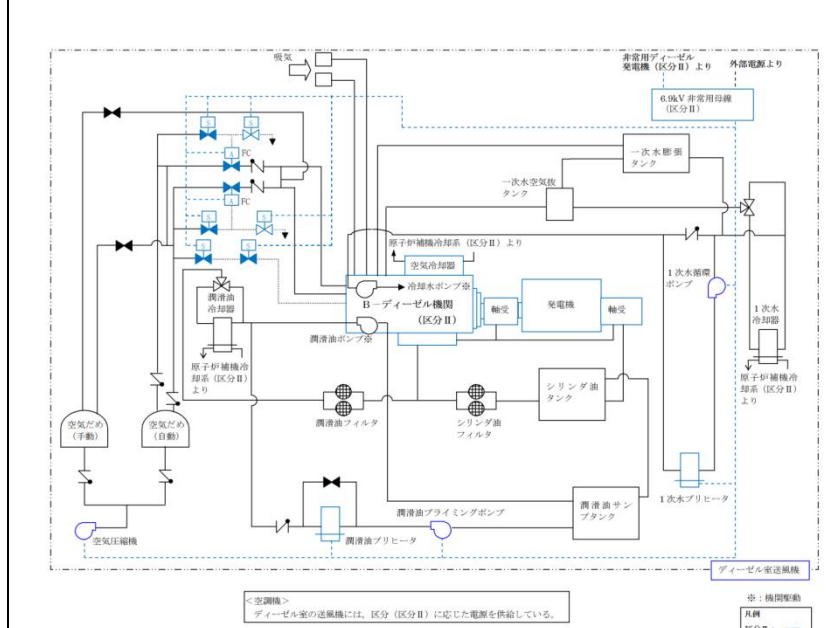 吸気
非常用ディーゼル
発電機（区分Ⅱ）より
外部電源より
6.9kV 非常用母線
（区分Ⅱ）
S
S
A
FC
A
FC
S
S
S
S
一次水膨張
タンク
一次水空気抜
タンク
原子炉補機冷却系（区分Ⅱ）より
空気冷却器
冷却水ポンプ※
B－ディーゼル機関
（区分Ⅱ）
潤滑油ポンプ※
軸受
発電機
軸受
1次水循環
ポンプ
1次水
冷却器
原子炉補機冷
却系（区分Ⅱ）
より
潤滑油
冷却器
原子炉補機冷
却系（区分Ⅱ）
より
潤滑油フィルタ
シリンダ油
フィルタ
シリンダ油
タンク
空気だめ
（手動）
空気だめ
（自動）
1次水プリヒータ
潤滑油プライミングポンプ
潤滑油サン
プタンク
空気圧縮機
潤滑油プリヒータ
ディーゼル室送風機
＜空調機＞
ディーゼル室の送風機には、区分（区分Ⅱ）に応じた電源を供給している。
※：機関駆動
凡例